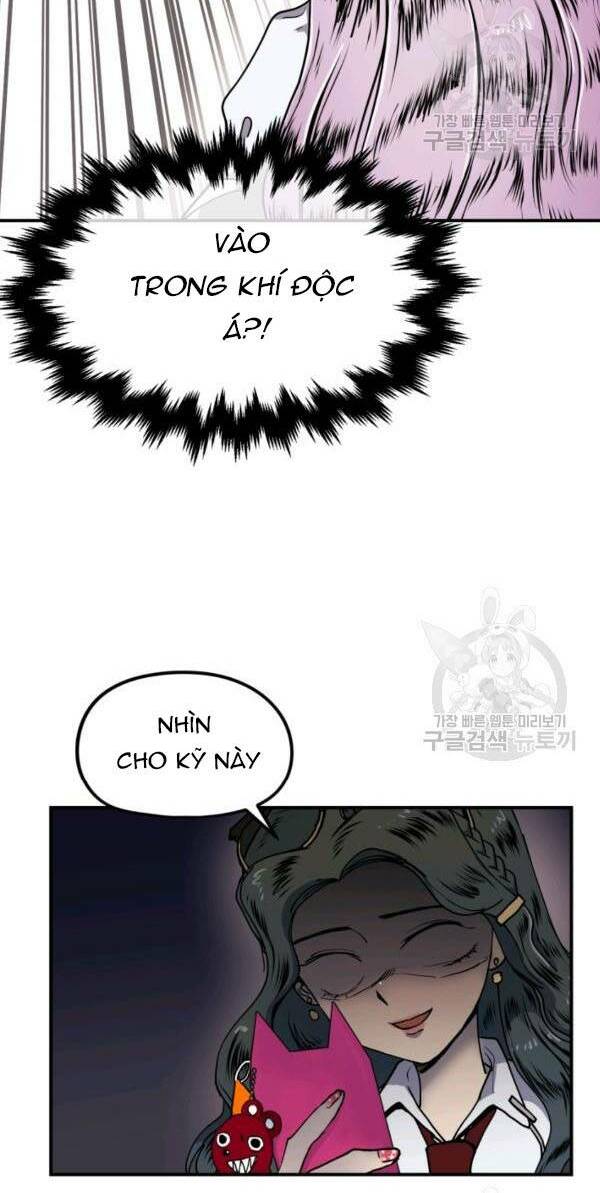 가장 빠른 웹툰 미리보기
구글검색 뉴토끼
VÀO
TRONG KHÍ ĐỘC
Á?!
가장 빠른 웹툰 미리보기
구글검색 뉴토끼
NHÌN
CHO KỸ NÀY